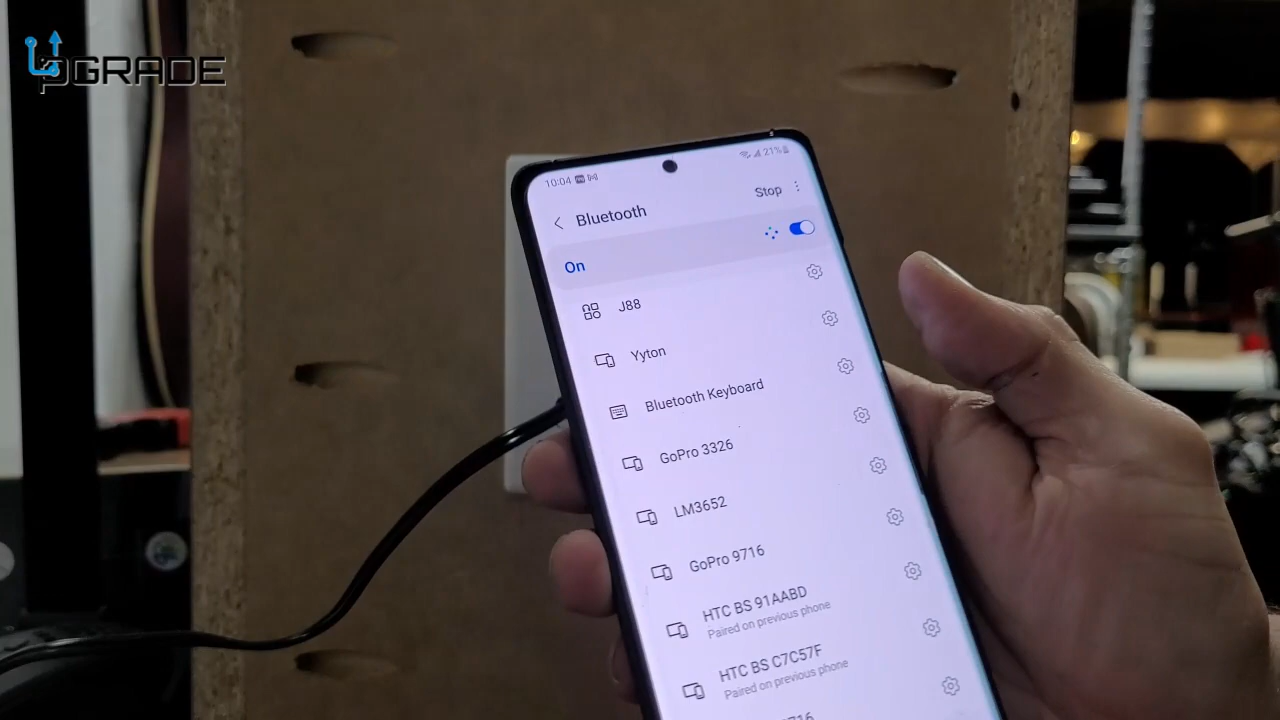 UPGRADE
10:04
21%
Bluetooth
Stop
On
J88
Yyton
Bluetooth Keyboard
GoPro 3326
LM3652
GoPro 9716
HTC BS 91AABD
Paired on previous phone
HTC BS C7C57F
Paired on previous phone